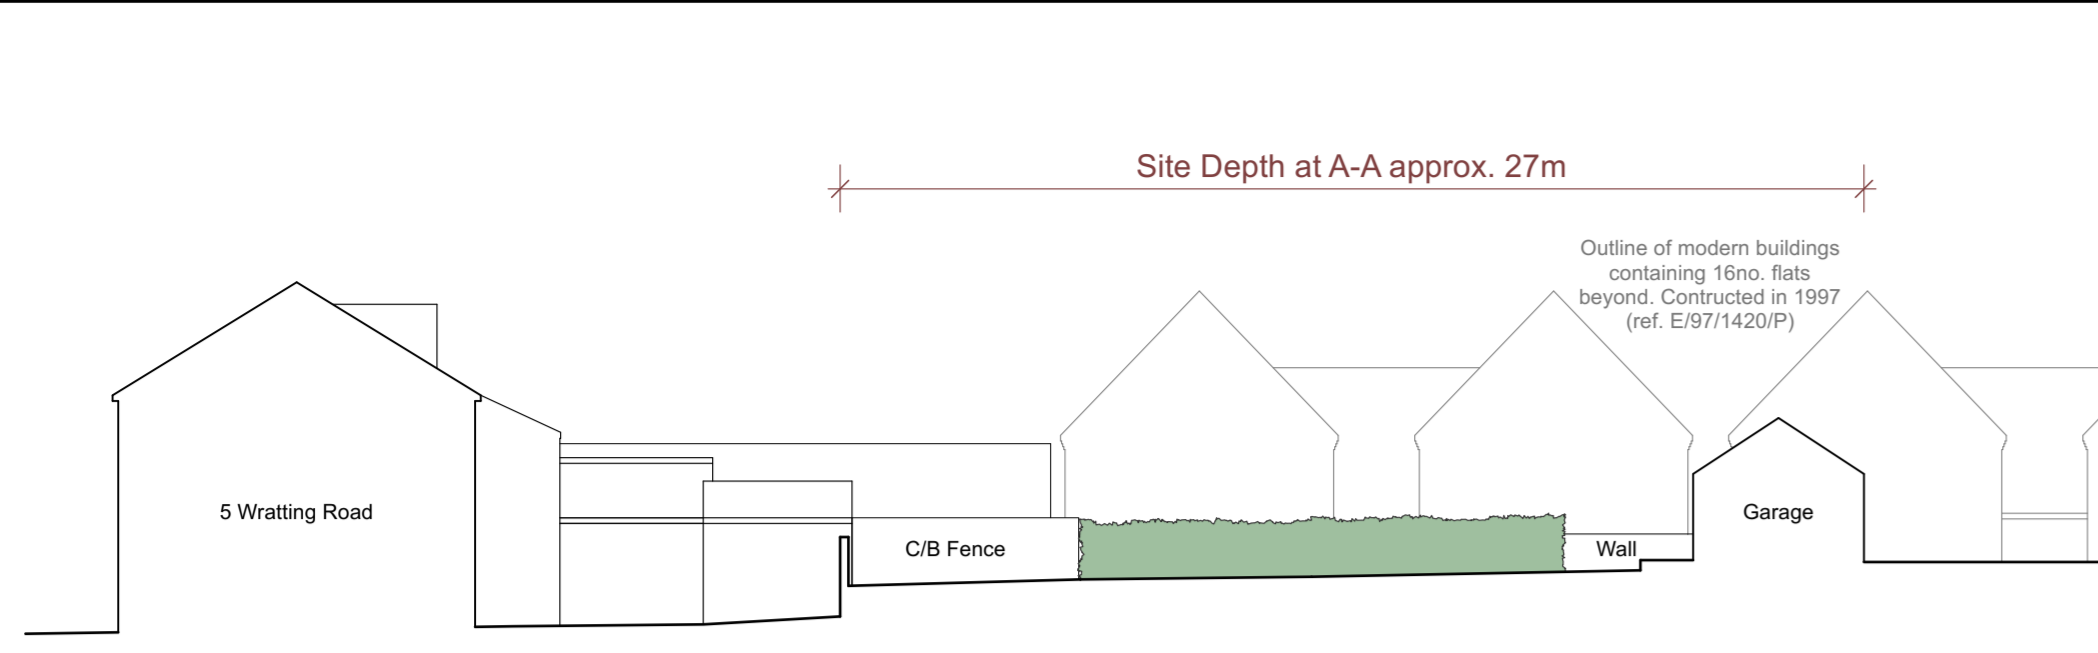 Site Depth at A-A approx. 27m
Outline of modern buildings
containing 16no. flats
beyond. Contructed in 1997
(ref. E/97/1420/P)
5 Wratting Road
C/B Fence
Wall
Garage